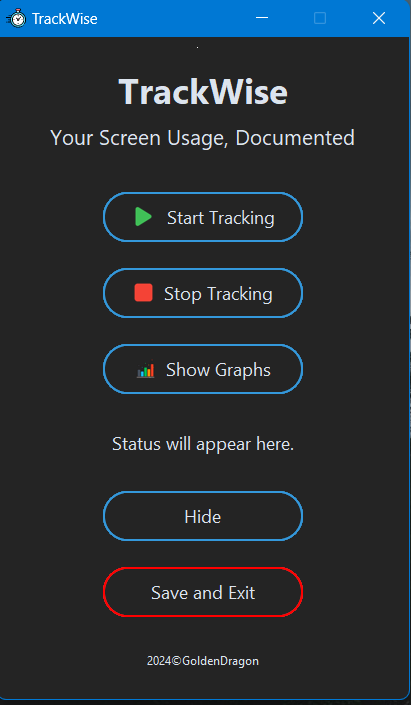 TrackWise
TrackWise
Your Screen Usage, Documented
Start Tracking
Stop Tracking
Show Graphs
Status will appear here.
Hide
Save and Exit
2024©GoldenDragon